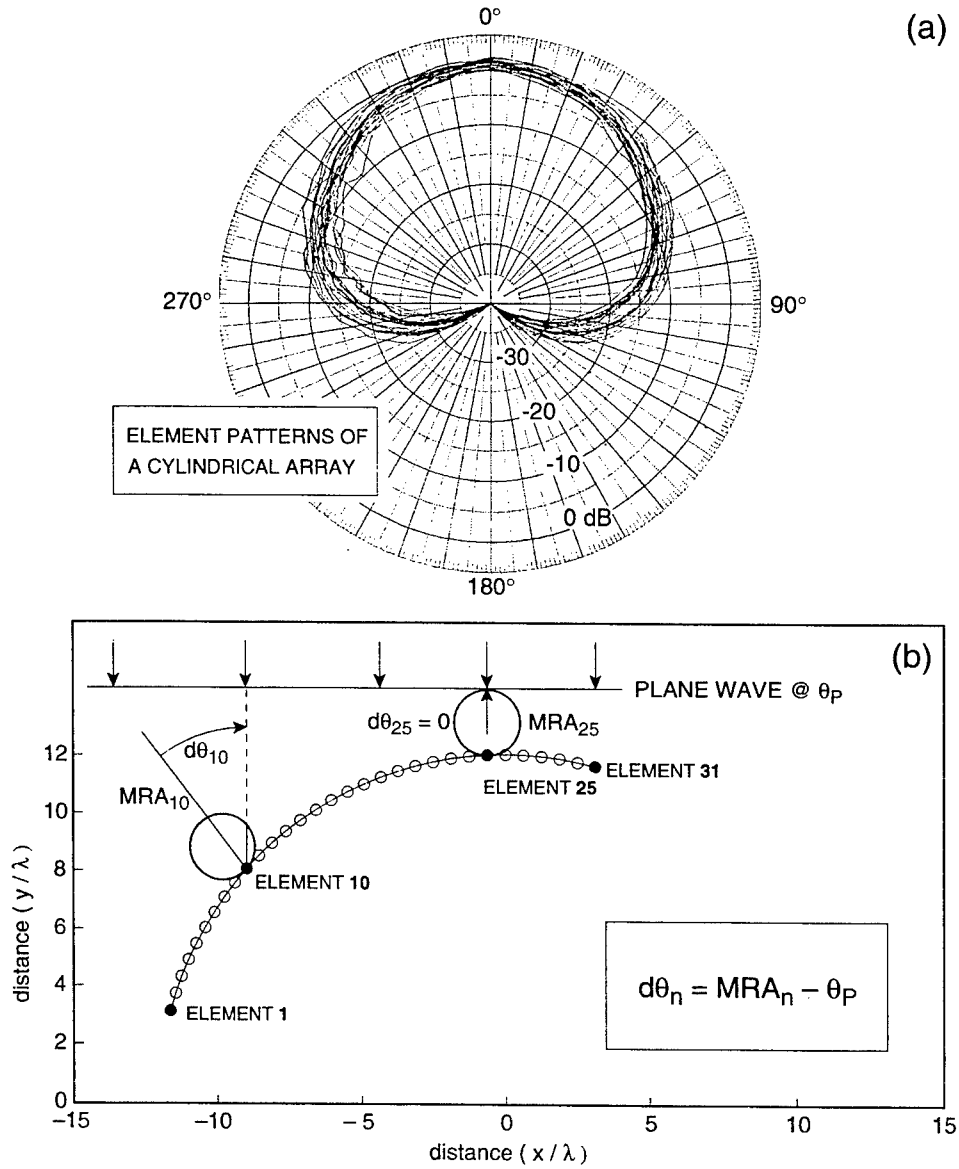 (a)
0°
270°
90°
-30
-20
-10
0 dB
180°
ELEMENT PATTERNS OF
A CYLINDRICAL ARRAY
(b)
PLANE WAVE @ θP
dθ25 = 0
MRA25
dθ10
MRA10
ELEMENT 31
ELEMENT 25
ELEMENT 10
ELEMENT 1
dθn = MRAn – θP
12
10
8
6
4
2
0
distance ( y / λ )
–15
–10
– 5
0
5
10
15
distance ( x / λ )